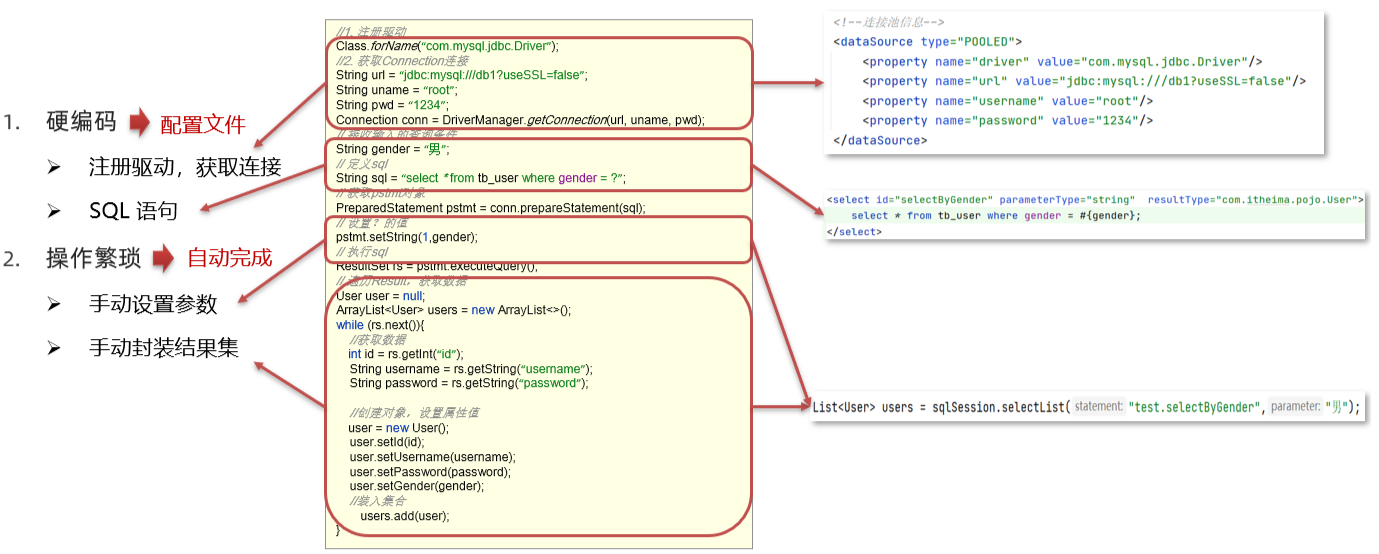 1. 硬编码 配置文件
➢ 注册驱动，获取连接
➢ SQL 语句
2. 操作繁琐 自动完成
➢ 手动设置参数
➢ 手动封装结果集
//1. 注册驱动
Class.forName(“com.mysql.jdbc.Driver”);
//2. 获取Connection连接
String url = “jdbc:mysql:///db1?useSSL=false”;
String uname = “root”;
String pwd = “1234”;
Connection conn = DriverManager.getConnection(url, uname, pwd);
// 接收输入的查询条件
String gender = “男”;
// 定义sql
String sql = “select * from tb_user where gender = ?”;
// 获取pstmt对象
PreparedStatement pstmt = conn.prepareStatement(sql);
// 设置？的值
pstmt.setString(1,gender);
// 执行sql
ResultSet rs = pstmt.executeQuery();
// 遍历Result，获取数据
User user = null;
ArrayList<User> users = new ArrayList<>();
while (rs.next()){
//获取数据
int id = rs.getInt(“id”);
String username = rs.getString(“username”);
String password = rs.getString(“password”);
//创建对象，设置属性值
user = new User();
user.setId(id);
user.setUsername(username);
user.setPassword(password);
user.setGender(gender);
//装入集合
users.add(user);
}
<!--连接池信息-->
<dataSource type="POOLED">
<property name="driver" value="com.mysql.jdbc.Driver"/>
<property name="url" value="jdbc:mysql:///db1?useSSL=false"/>
<property name="username" value="root"/>
<property name="password" value="1234"/>
</dataSource>
<select id="selectByGender" parameterType="string" resultType="com.itheima.pojo.User">
select * from tb_user where gender = #{gender};
</select>
List<User> users = sqlSession.selectList( statement: "test.selectByGender", parameter: "男");